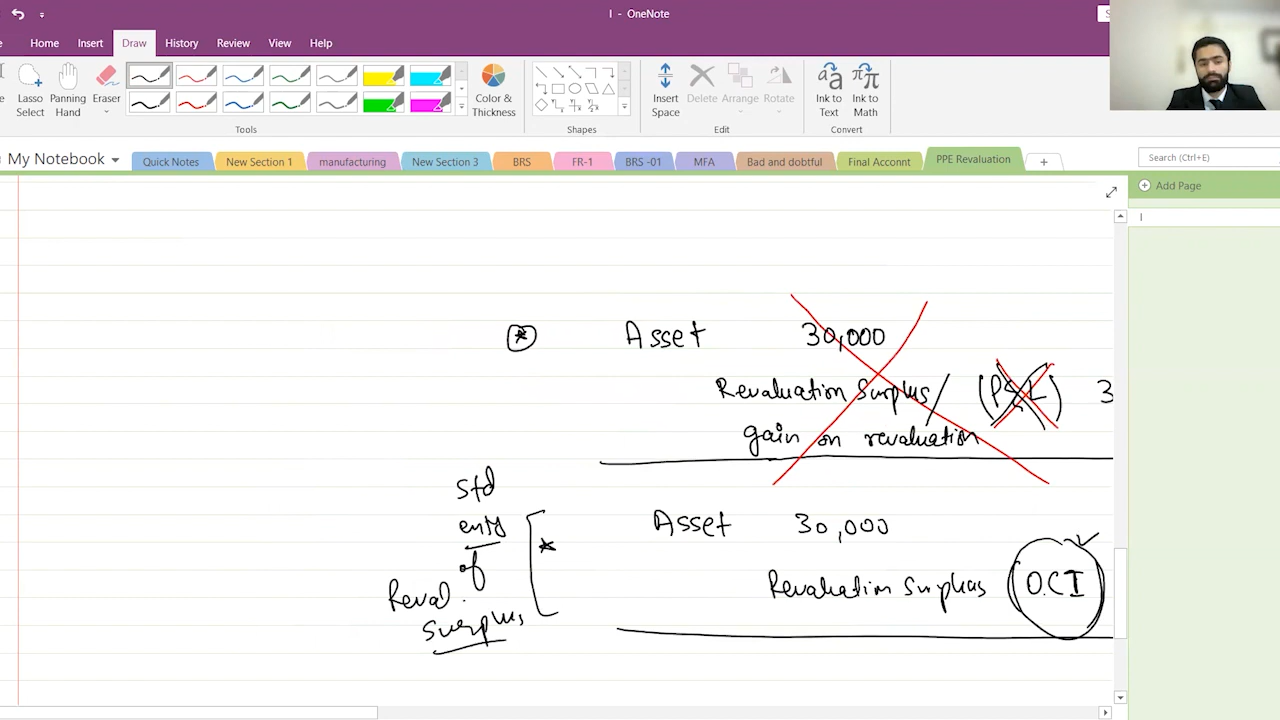 I - OneNote
Home Insert Draw History Review View Help
Lasso Select
Panning Hand
Eraser
Color & Thickness
Insert Space
Delete
Arrange
Rotate
Ink to Text
Ink to Math
Tools
Shapes
Edit
Convert
My Notebook
Quick Notes New Section 1 manufacturing New Section 3 BRS FR-1 BRS -01 MFA Bad and doubtful Final Acconnt PPE Revaluation +
Search (Ctrl+E)
Add Page
I
Asset 30,000
Revaluation Surplus / (P&L) 3
gain on revaluation
Std
entry
of
Reval.
Surplus
Asset 30,000
Revaluation Surplus O.C I